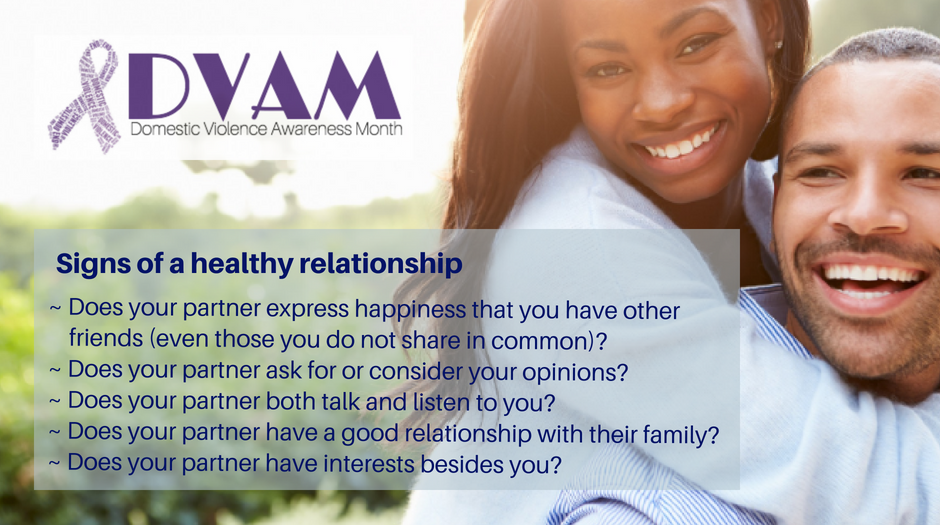 DVAM
Domestic Violence Awareness Month
Signs of a healthy relationship
~ Does your partner express happiness that you have other
friends (even those you do not share in common)?
~ Does your partner ask for or consider your opinions?
~ Does your partner both talk and listen to you?
~ Does your partner have a good relationship with their family?
~ Does your partner have interests besides you?